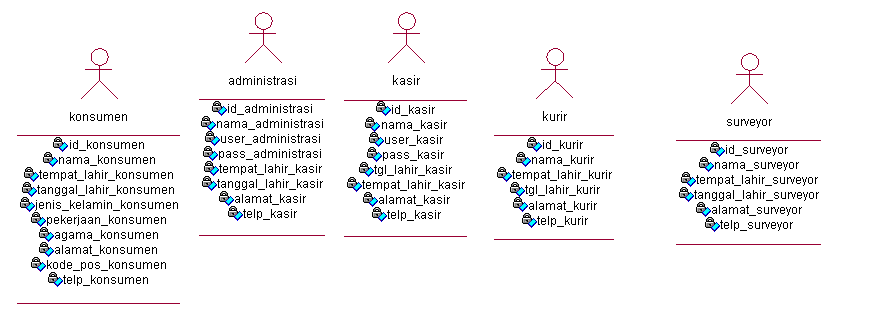 konsumen
id_konsumen
nama_konsumen
tempat_lahir_konsumen
tanggal_lahir_konsumen
jenis_kelamin_konsumen
pekerjaan_konsumen
agama_konsumen
alamat_konsumen
kode_pos_konsumen
telp_konsumen
administrasi
id_administrasi
nama_administrasi
user_administrasi
pass_administrasi
tempat_lahir_kasir
tanggal_lahir_kasir
alamat_kasir
telp_kasir
kasir
id_kasir
nama_kasir
user_kasir
pass_kasir
tgl_lahir_kasir
tempat_lahir_kasir
alamat_kasir
telp_kasir
kurir
id_kurir
nama_kurir
tempat_lahir_kurir
tgl_lahir_kurir
alamat_kurir
telp_kurir
surveyor
id_surveyor
nama_surveyor
tempat_lahir_surveyor
tanggal_lahir_surveyor
alamat_surveyor
telp_surveyor